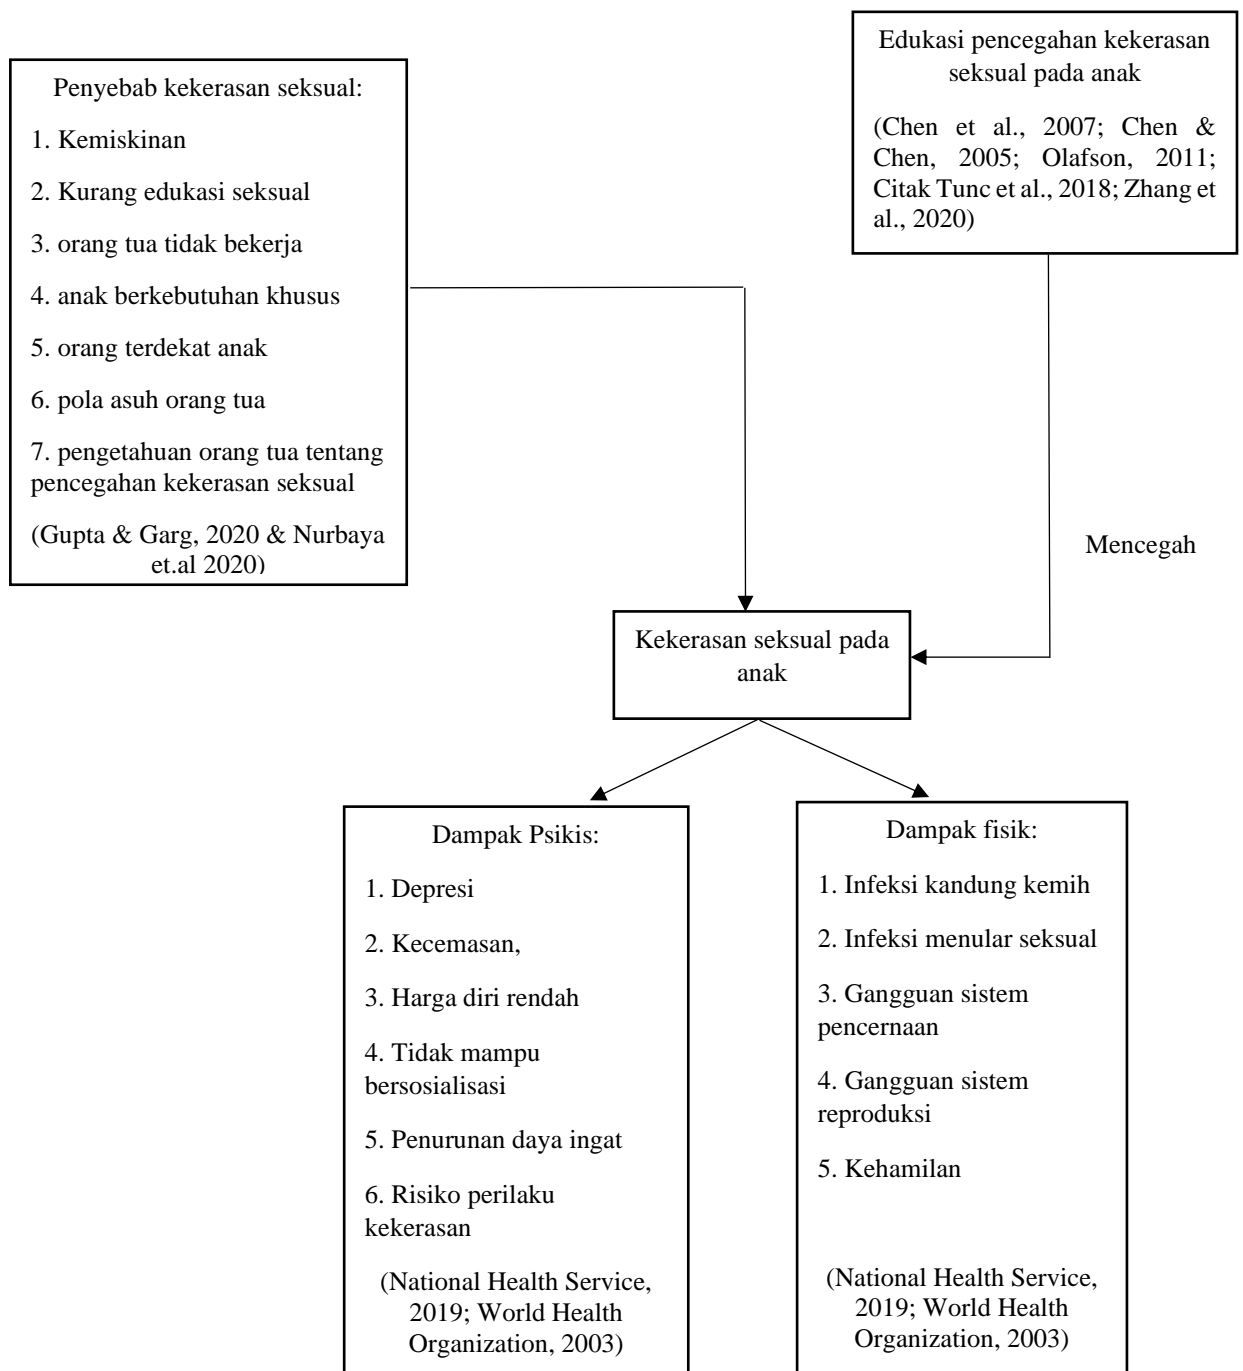 Penyebab kekerasan seksual:
1. Kemiskinan
2. Kurang edukasi seksual
3. orang tua tidak bekerja
4. anak berkebutuhan khusus
5. orang terdekat anak
6. pola asuh orang tua
7. pengetahuan orang tua tentang
pencegahan kekerasan seksual
(Gupta & Garg, 2020 & Nurbaya
et.al 2020)
Edukasi pencegahan kekerasan
seksual pada anak
(Chen et al., 2007; Chen &
Chen, 2005; Olafson, 2011;
Citak Tunc et al., 2018; Zhang et
al., 2020)
Mencegah
Kekerasan seksual pada
anak
Dampak Psikis:
1. Depresi
2. Kecemasan,
3. Harga diri rendah
4. Tidak mampu
bersosialisasi
5. Penurunan daya ingat
6. Risiko perilaku
kekerasan
(National Health Service,
2019; World Health
Organization, 2003)
Dampak fisik:
1. Infeksi kandung kemih
2. Infeksi menular seksual
3. Gangguan sistem
pencernaan
4. Gangguan sistem
reproduksi
5. Kehamilan
(National Health Service,
2019; World Health
Organization, 2003)